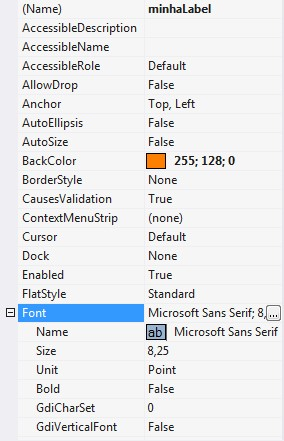 (Name) minhaLabel
AccessibleDescription
AccessibleName
AccessibleRole Default
AllowDrop False
Anchor Top, Left
AutoEllipsis False
AutoSize False
BackColor 255; 128; 0
BorderStyle None
CausesValidation True
ContextMenuStrip (none)
Cursor Default
Dock None
Enabled True
FlatStyle Standard
Font Microsoft Sans Serif; 8, ...
Name ab Microsoft Sans Serif
Size 8,25
Unit Point
Bold False
GdiCharSet 0
GdiVerticalFont False